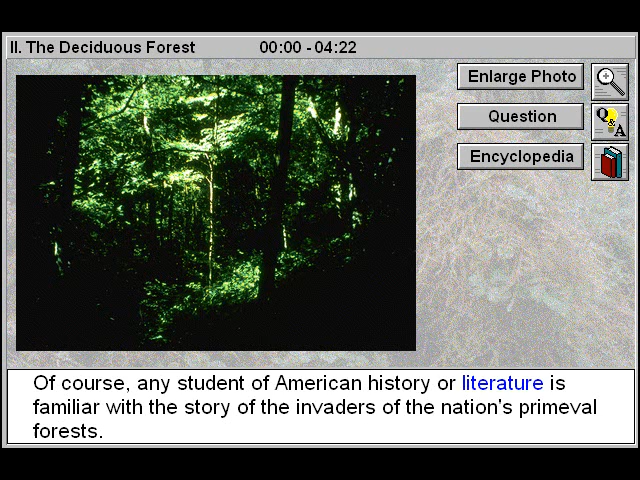 II. The Deciduous Forest 00:00 - 04:22
Enlarge Photo
Question
Q&A
Encyclopedia
Of course, any student of American history or literature is
familiar with the story of the invaders of the nation's primeval
forests.